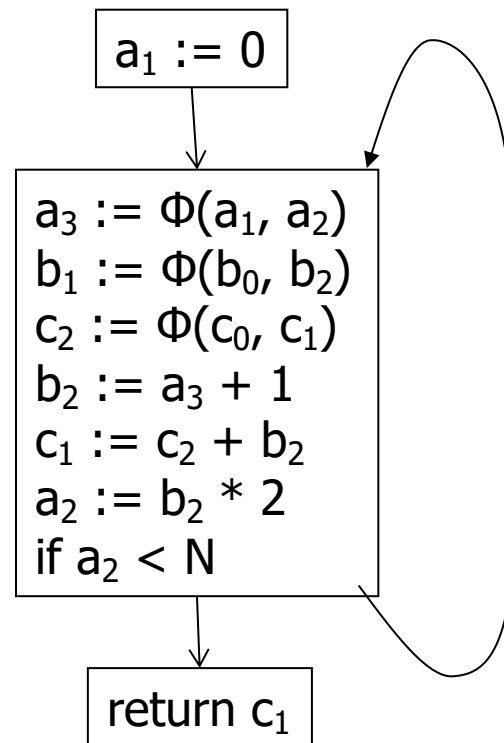 a₁ := 0
a₃ := Φ(a₁, a₂)
b₁ := Φ(b₀, b₂)
c₂ := Φ(c₀, c₁)
b₂ := a₃ + 1
c₁ := c₂ + b₂
a₂ := b₂ * 2
if a₂ < N
return c₁